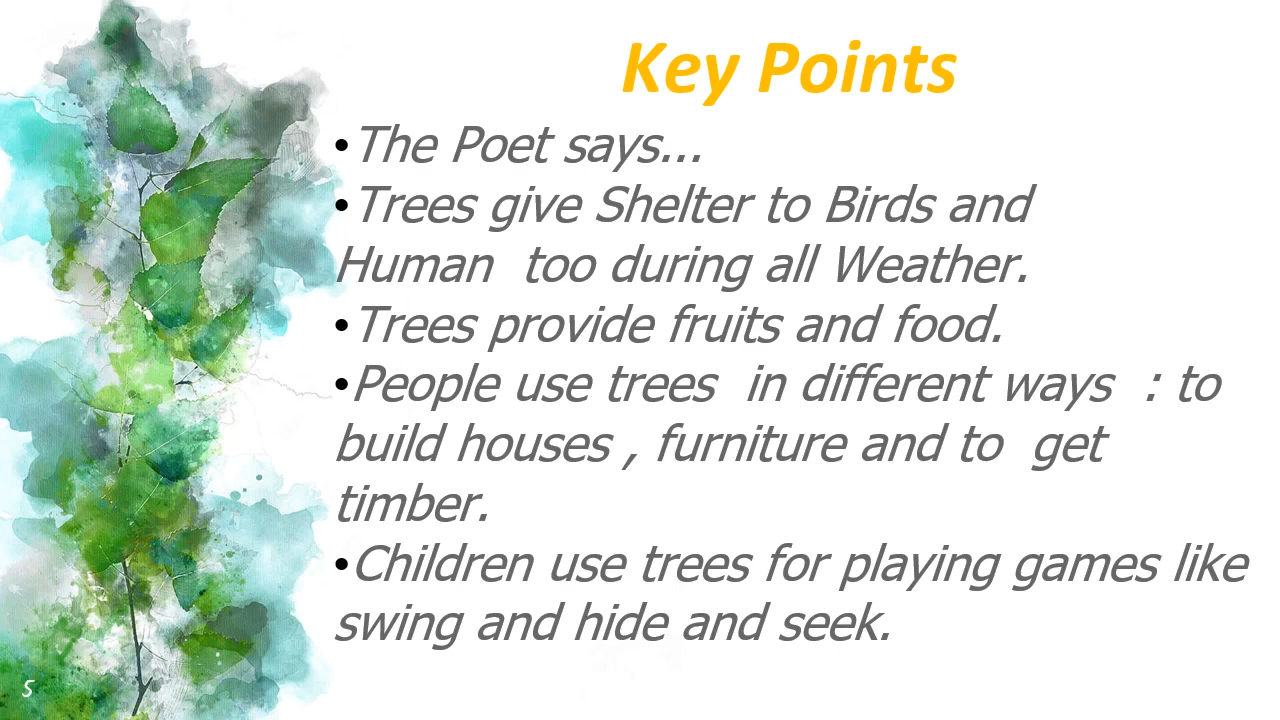 Key Points
•The Poet says...
•Trees give Shelter to Birds and
Human  too during all Weather.
•Trees provide fruits and food.
•People use trees  in different ways  : to
build houses , furniture and to  get
timber.
•Children use trees for playing games like
swing and hide and seek.
5